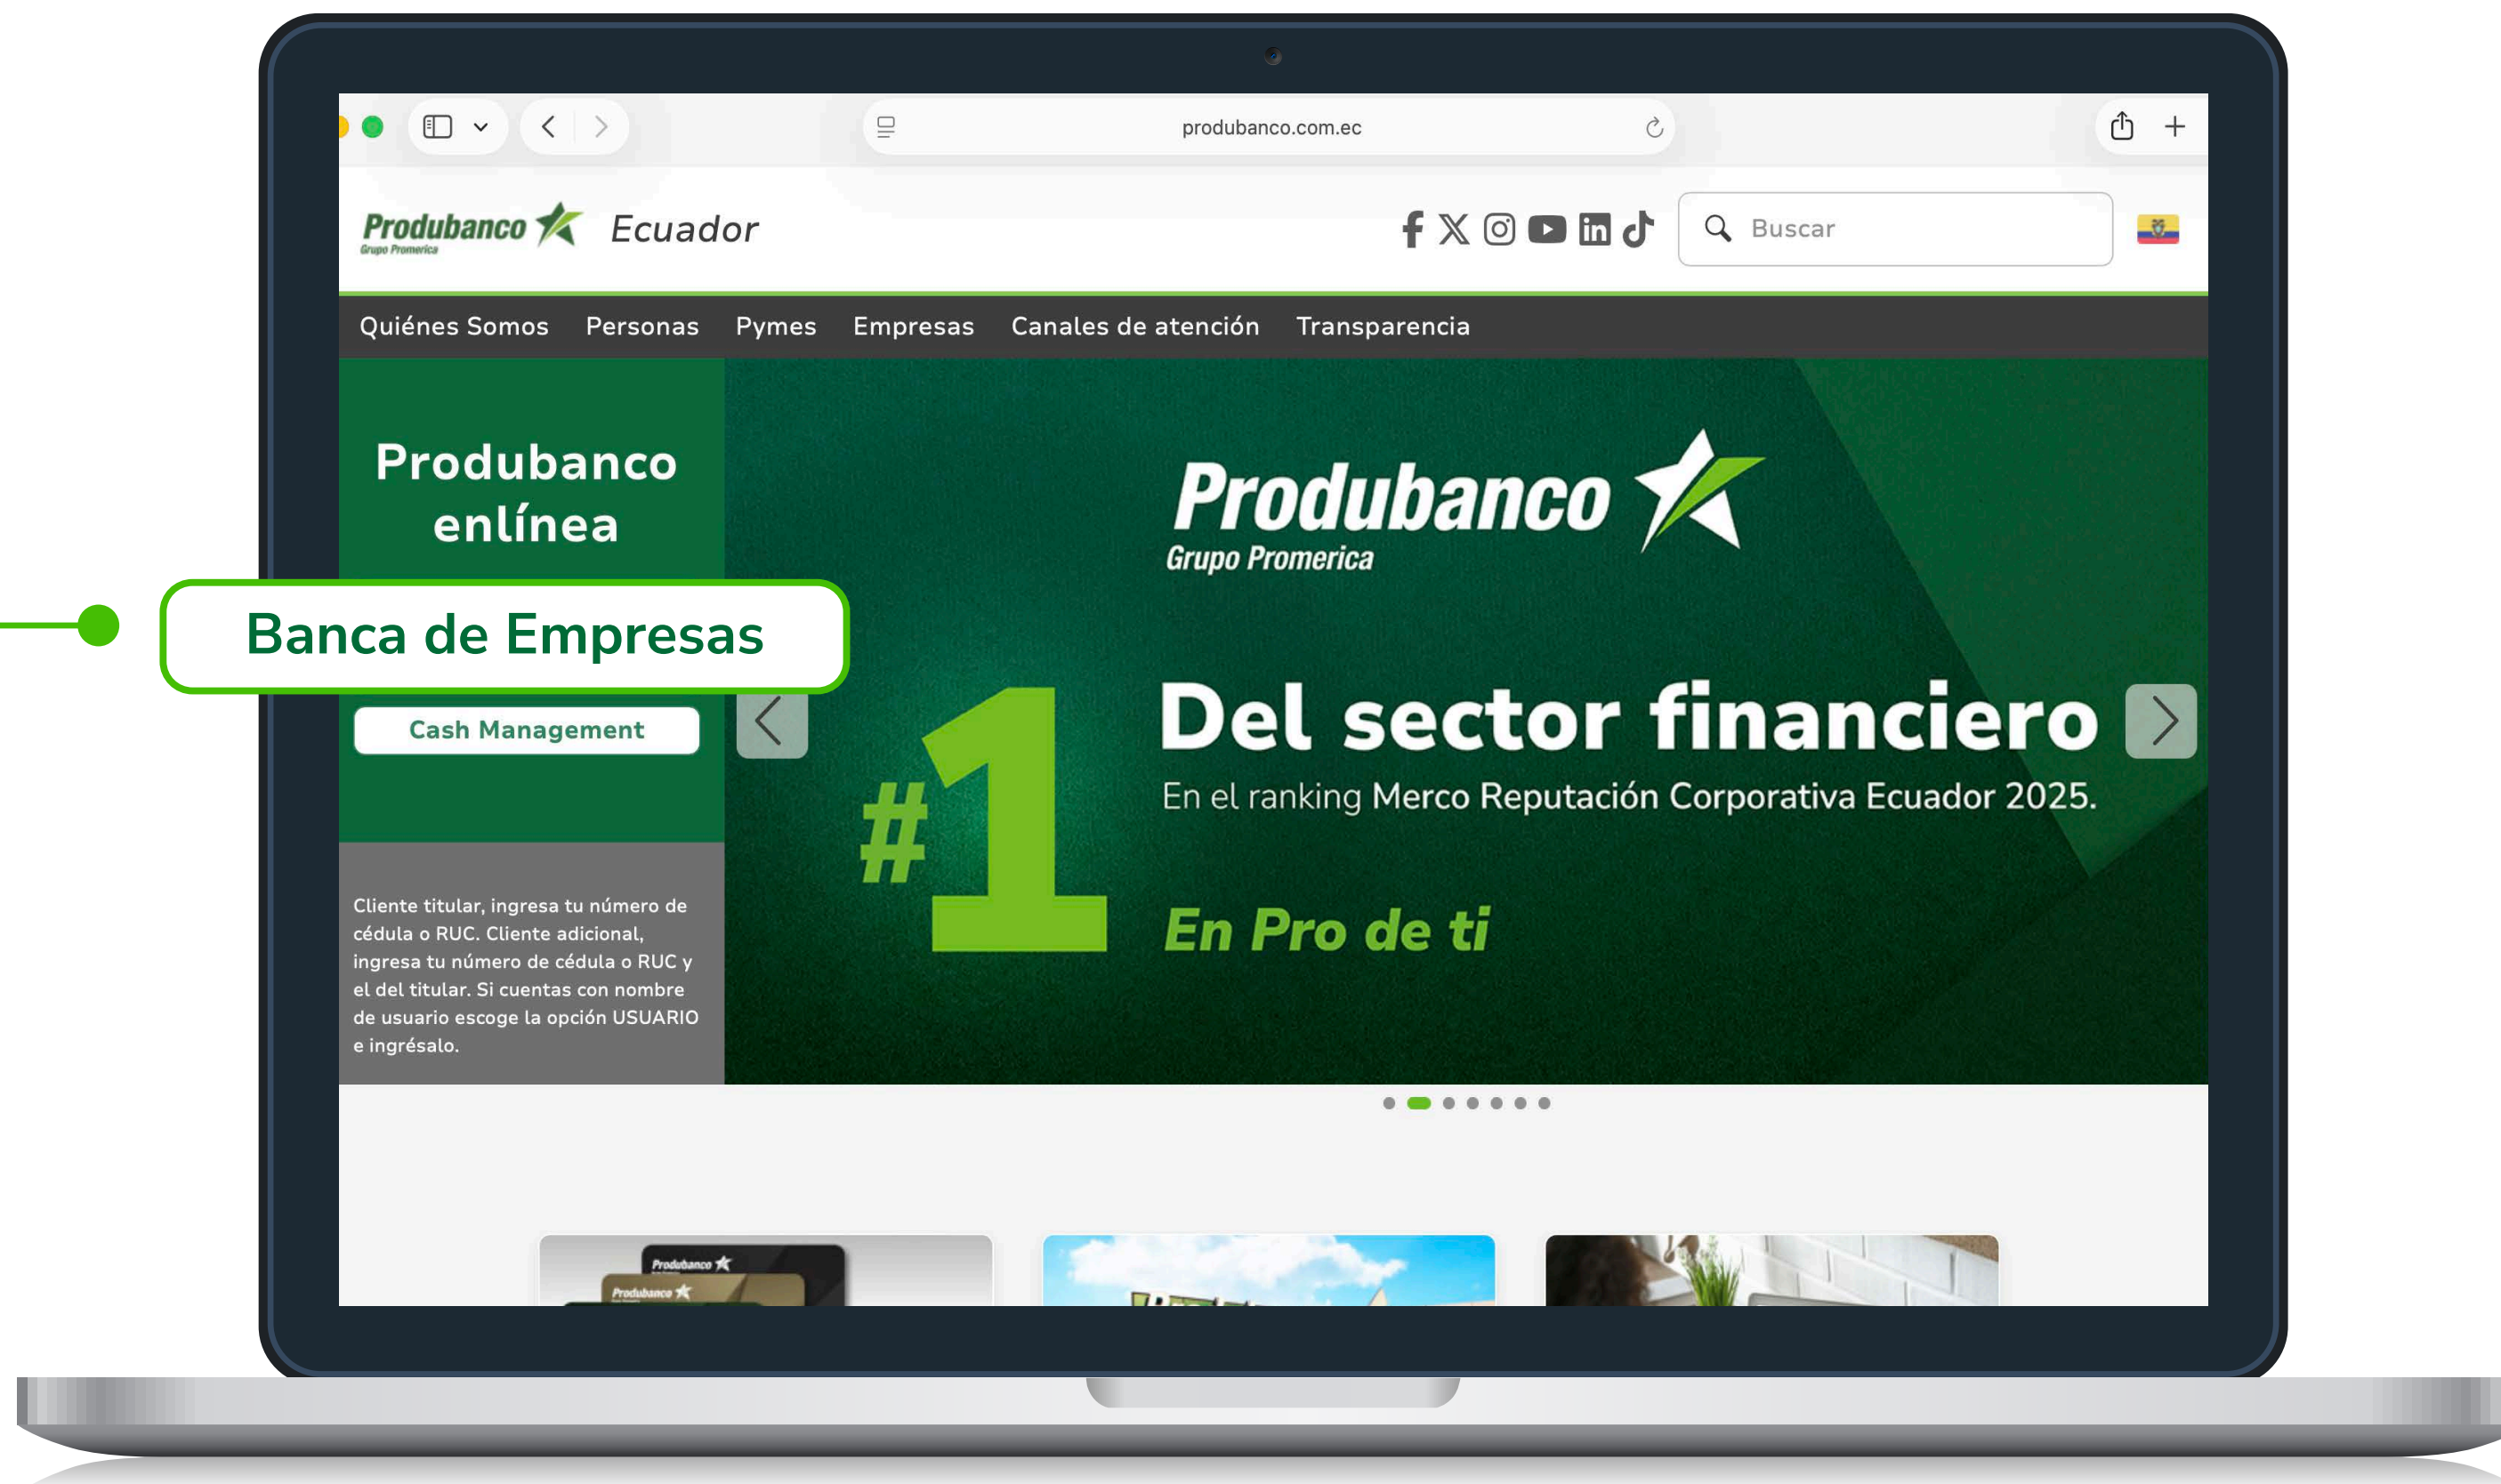 produbanco.com.ec
Produbanco
Grupo Promerica
Ecuador
Buscar
Quiénes Somos Personas Pymes Empresas Canales de atención Transparencia
Produbanco
enlínea
Banca de Empresas
Cash Management
Cliente titular, ingresa tu número de
cédula o RUC. Cliente adicional,
ingresa tu número de cédula o RUC y
el del titular. Si cuentas con nombre
de usuario escoge la opción USUARIO
e ingrésalo.
Produbanco
Grupo Promerica
#1
Del sector financiero
En el ranking Merco Reputación Corporativa Ecuador 2025.
En Pro de ti
Produbanco
Produbanco